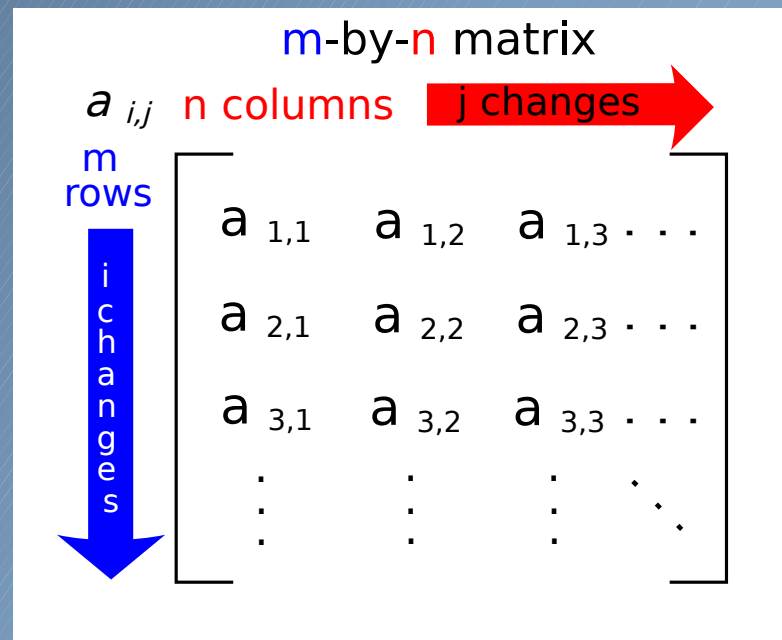 m-by-n matrix
a i,j n columns j changes
m
rows
i changes
a 1,1 a 1,2 a 1,3 . . .
a 2,1 a 2,2 a 2,3 . . .
a 3,1 a 3,2 a 3,3 . . .
. . . .
. . . .
. . . .